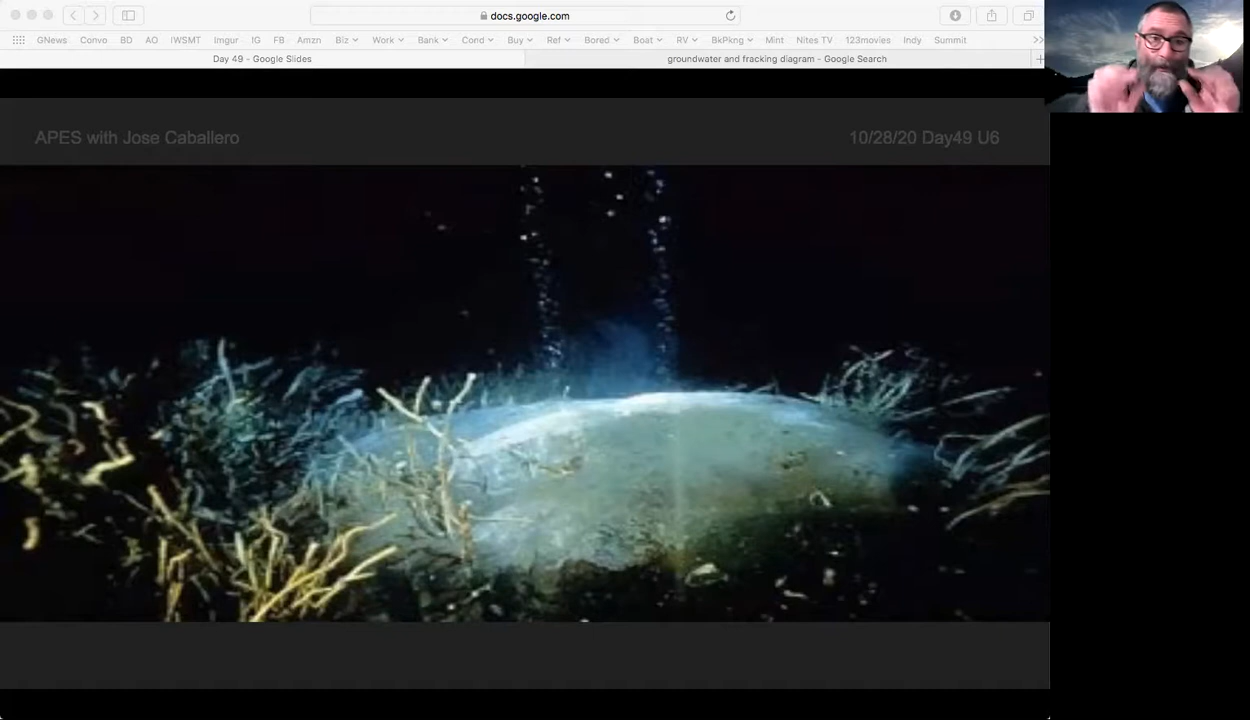 docs.google.com
GNews Convo BD AO IWSMT Imgur IG FB Amzn Biz Work Bank Cond Buy Ref Bored Boat RV BkPkng Mint Nites TV 123movies Indy Summit
Day 49 - Google Slides groundwater and fracking diagram - Google Search
APES with Jose Caballero 10/28/20 Day49 U6